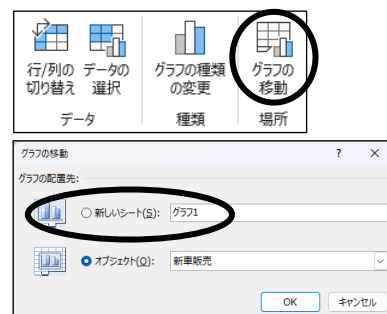 行/列の データの グラフの種類 グラフの
切り替え 選択 の変更 移動
データ 種類 場所
グラフの移動 ? ×
グラフの配置先:
新しいシート(S): グラフ1
オブジェクト(O): 新車販売
OK キャンセル